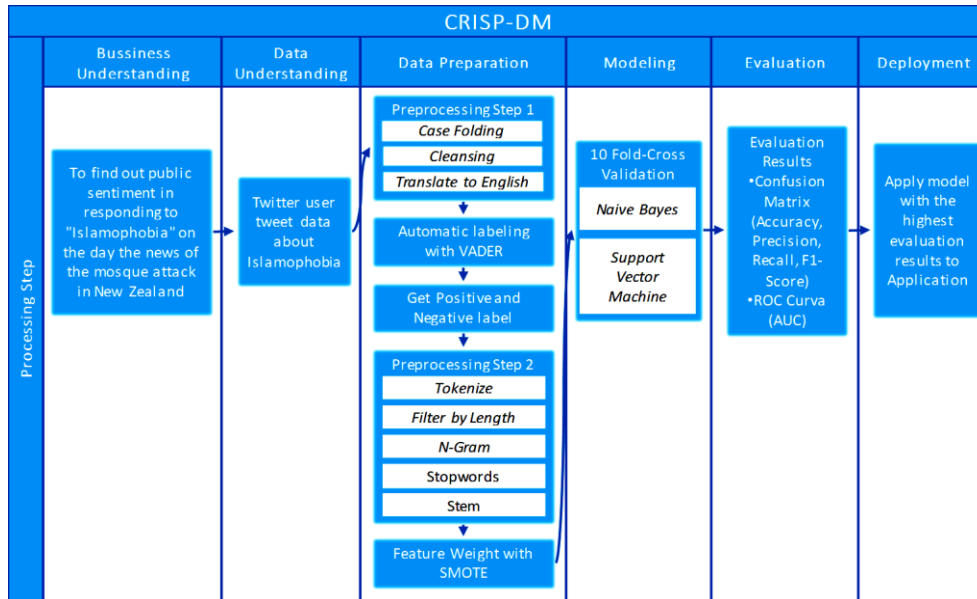 CRISP-DM
Bussiness
Understanding
Data
Understanding
Data Preparation
Modeling
Evaluation
Deployment
Processing Step
To find out public
sentiment in
responding to
"Islamophobia" on
the day the news of
the mosque attack
in New Zealand
Twitter user
tweet data
about
Islamophobia
Preprocessing Step 1
Case Folding
Cleansing
Translate to English
Automatic labeling
with VADER
Get Positive and
Negative label
Preprocessing Step 2
Tokenize
Filter by Length
N-Gram
Stopwords
Stem
Feature Weight with
SMOTE
10 Fold-Cross
Validation
Naive Bayes
Support
Vector
Machine
Evaluation
Results
•Confusion
Matrix
(Accuracy,
Precision,
Recall, F1-
Score)
•ROC Curva
(AUC)
Apply model
with the
highest
evaluation
results to
Application